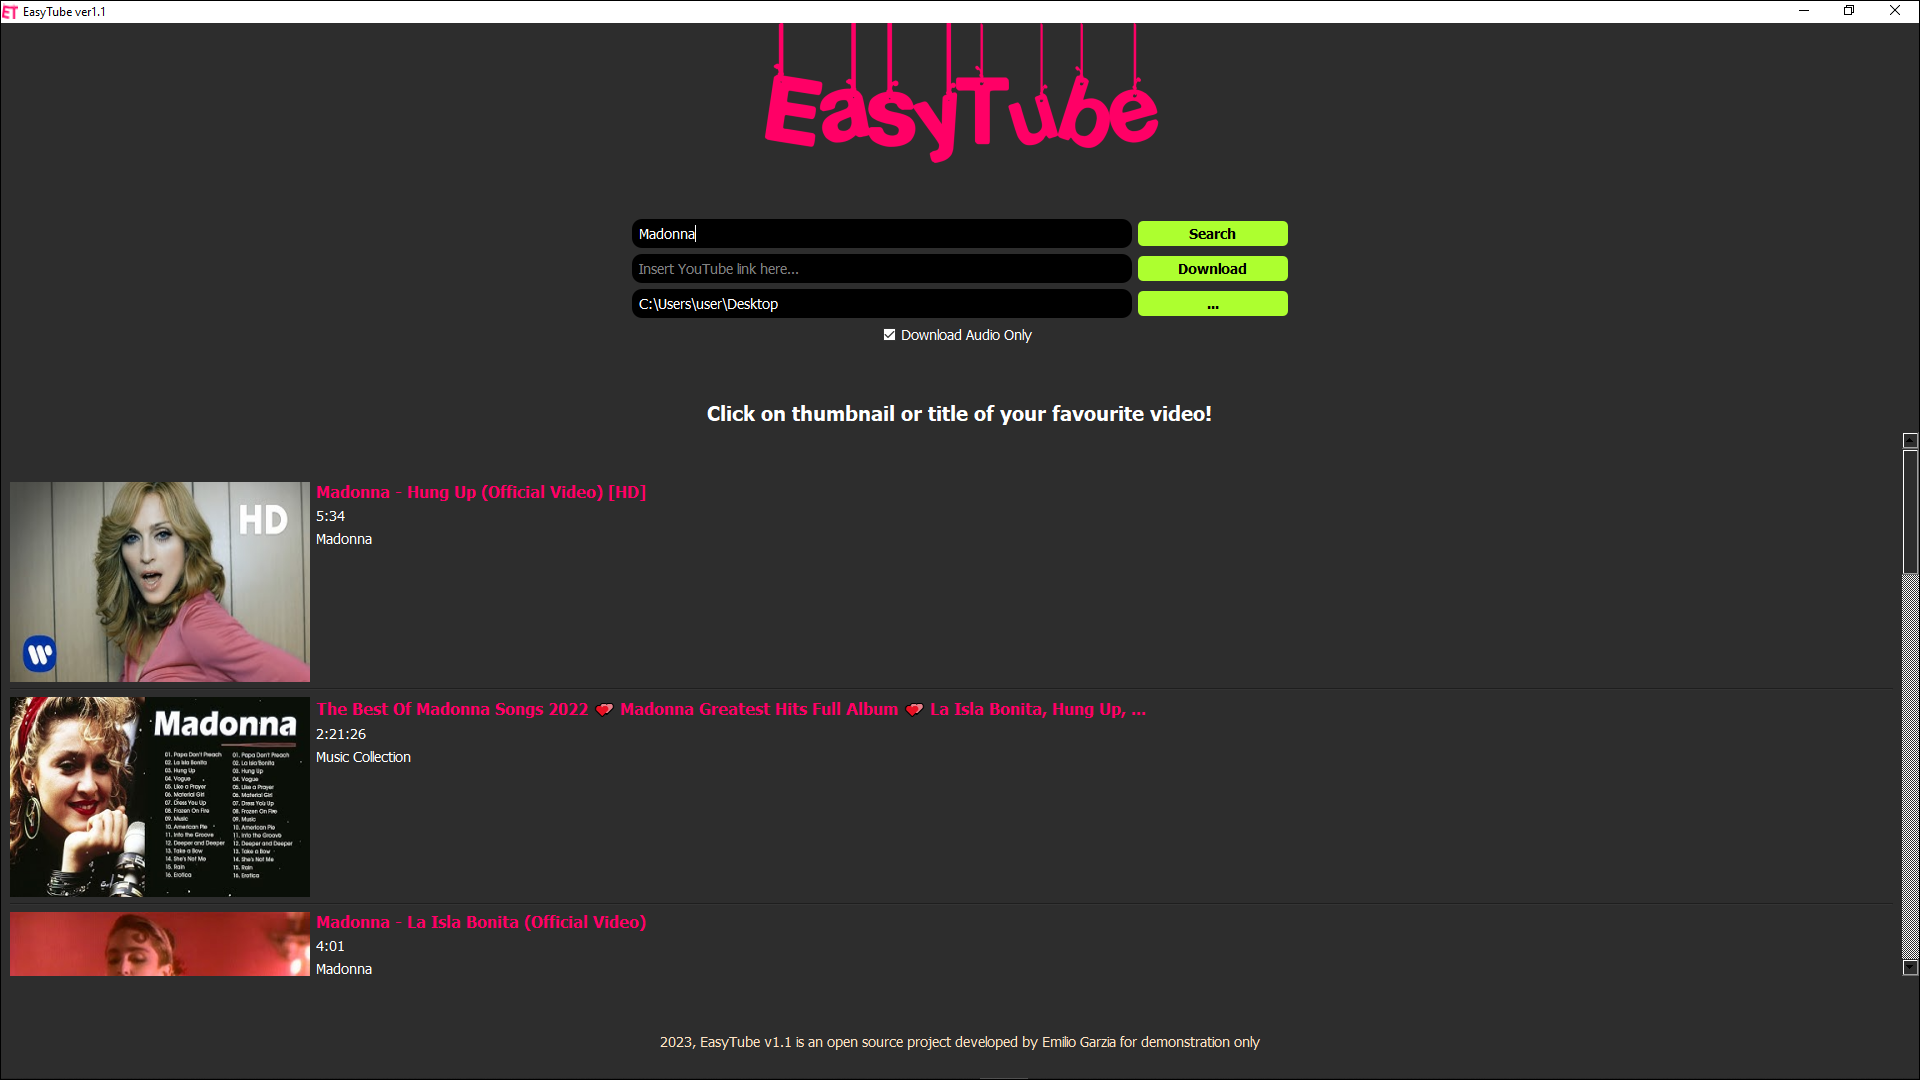 ET EasyTube ver1.1
EasyTube
Madonna
Search
Insert YouTube link here...
Download
C:\Users\user\Desktop
...
Download Audio Only
Click on thumbnail or title of your favourite video!
HD
Madonna - Hung Up (Official Video) [HD]
5:34
Madonna
The Best Of Madonna Songs 2022 💕 Madonna Greatest Hits Full Album 💕 La Isla Bonita, Hung Up, ...
2:21:26
Music Collection
Madonna
01. Papa Don't Preach 01. Papa Don't Preach
02. La Isla Bonita 02. La Isla Bonita
03. Hung Up 03. Hung Up
04. Vogue 04. Vogue
05. Like a Prayer 05. Like a Prayer
06. Material Girl 06. Material Girl
07. Dress You Up 07. Dress You Up
08. Frozen On Fire 08. Frozen On Fire
09. Music 09. Music
10. American Pie 10. American Pie
11. Into the Groove 11. Into the Groove
12. Deeper and Deeper 12. Deeper and Deeper
13. Take a Bow 13. Take a Bow
14. She's Not Me 14. She's Not Me
15. Rain 15. Rain
16. Erotica 16. Erotica
Madonna - La Isla Bonita (Official Video)
4:01
Madonna
2023, EasyTube v1.1 is an open source project developed by Emilio Garzia for demonstration only